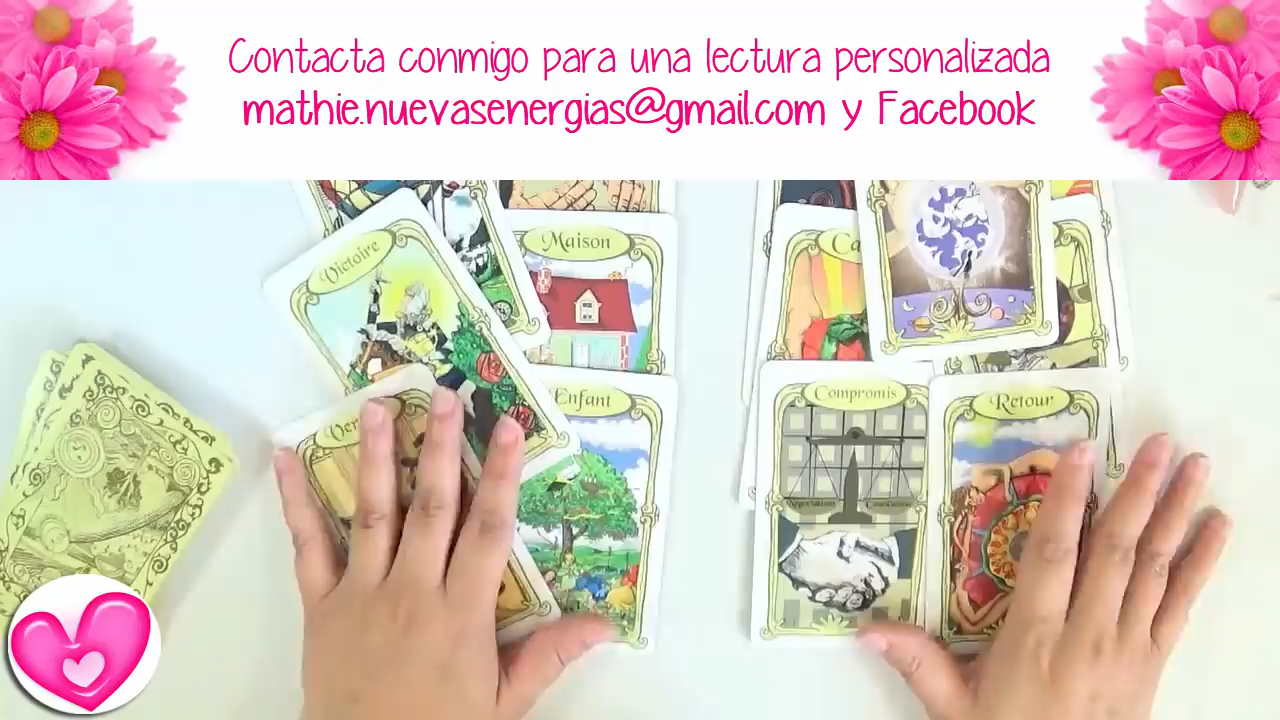 Contacta conmigo para una lectura personalizada
mathie.nuevasenergias@gmail.com y Facebook
Maison
Victoire
Enfant
Compromis
Retour